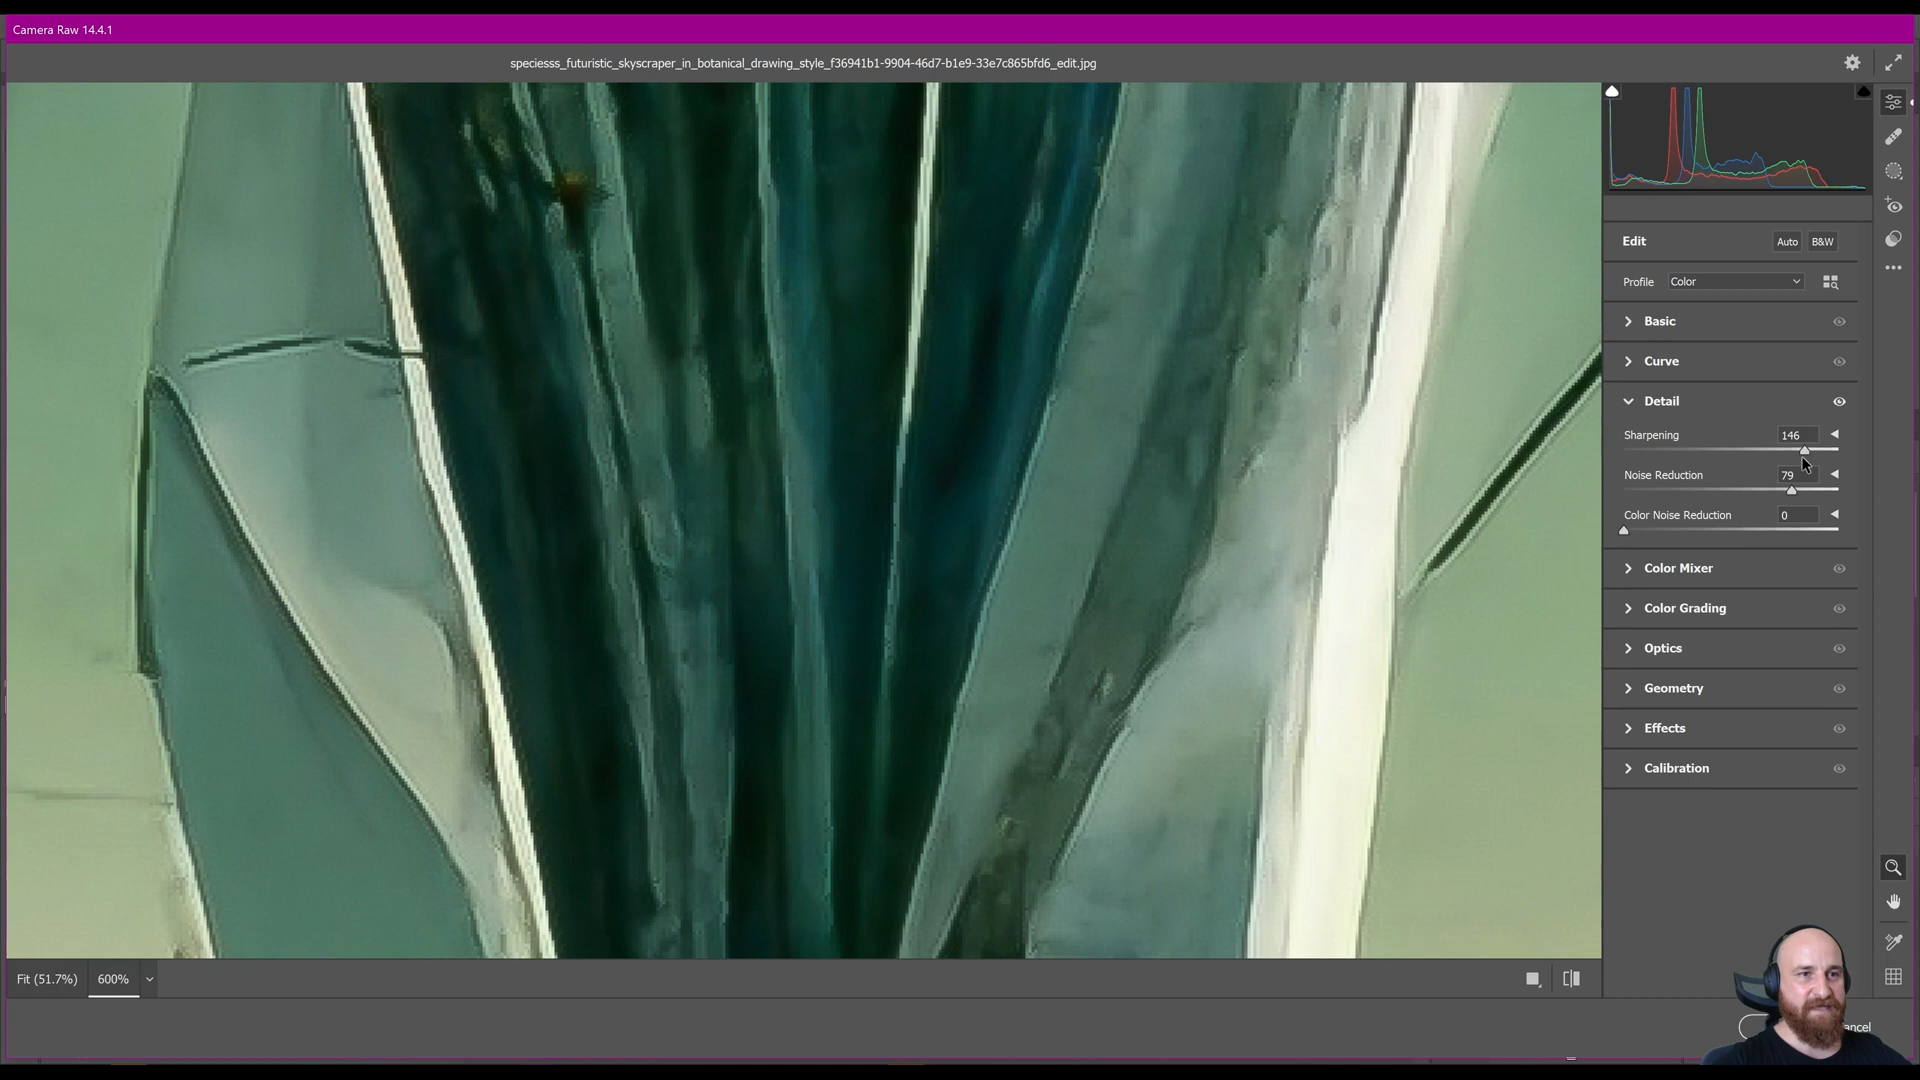 Camera Raw 14.4.1
speciesss_futuristic_skyscraper_in_botanical_drawing_style_f36941b1-9904-46d7-b1e9-33e7c865bfd6_edit.jpg
Edit Auto B&W
Profile Color
Basic
Curve
Detail
Sharpening 146
Noise Reduction 79
Color Noise Reduction 0
Color Mixer
Color Grading
Optics
Geometry
Effects
Calibration
Fit (51.7%) 600%
ancel